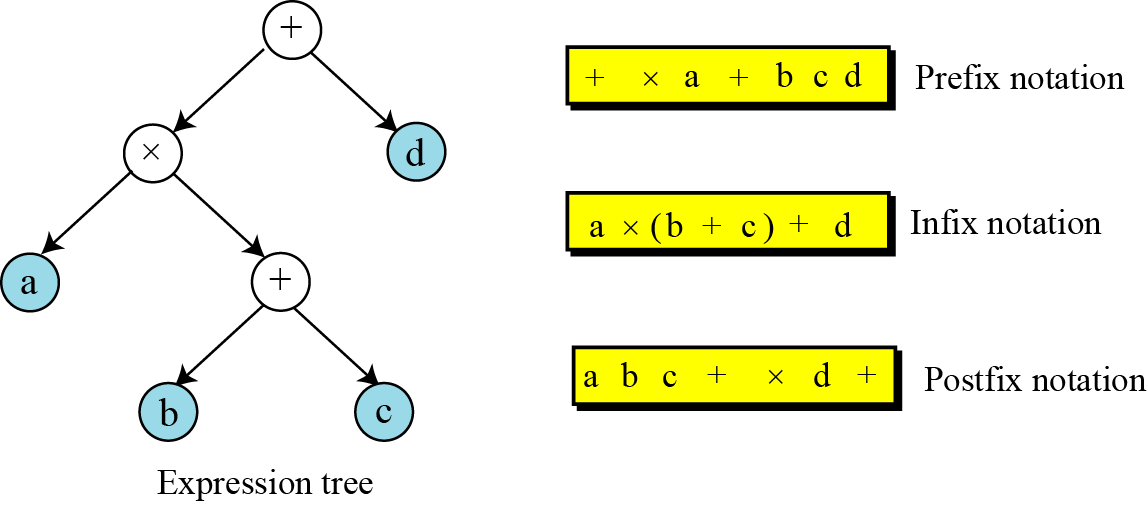 +
×
d
a
+
b
c
Expression tree
+ × a + b c d
Prefix notation
a × ( b + c ) + d
Infix notation
a b c + × d +
Postfix notation